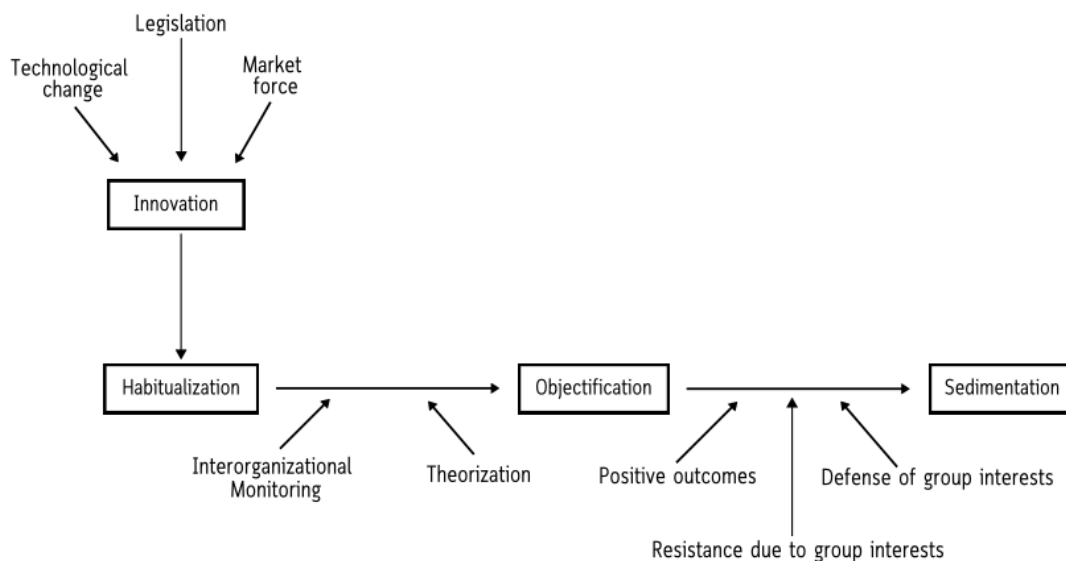 Legislation
Technological
change
Market
force
Innovation
Habitualization
Objectification
Sedimentation
Interorganizational
Monitoring
Theorization
Positive outcomes
Defense of group interests
Resistance due to group interests